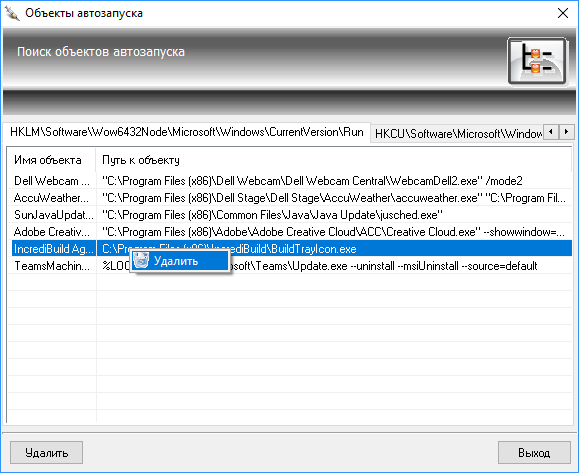 Объекты автозапуска
Поиск объектов автозапуска
HKLM\Software\Wow6432Node\Microsoft\Windows\CurrentVersion\Run HKCU\Software\Microsoft\Window
Имя объекта Путь к объекту
Dell Webcam ... "C:\Program Files (x86)\Dell Webcam\Dell Webcam Central\WebcamDell2.exe" /mode2
AccuWeather... "C:\Program Files (x86)\Dell Stage\Dell Stage\AccuWeather\accuweather.exe" "C:\Program Fil...
SunJavaUpdat... "C:\Program Files (x86)\Common Files\Java\Java Update\jusched.exe"
Adobe Creativ... "C:\Program Files (x86)\Adobe\Adobe Creative Cloud\ACC\Creative Cloud.exe" --showwindow=...
IncrediBuild Ag... C:\Program Files (x86)\IncrediBuild\BuildTrayIcon.exe
Удалить
TeamsMachin... %LOC osoft\Teams\Update.exe --uninstall --msiUninstall --source=default
Удалить Выход